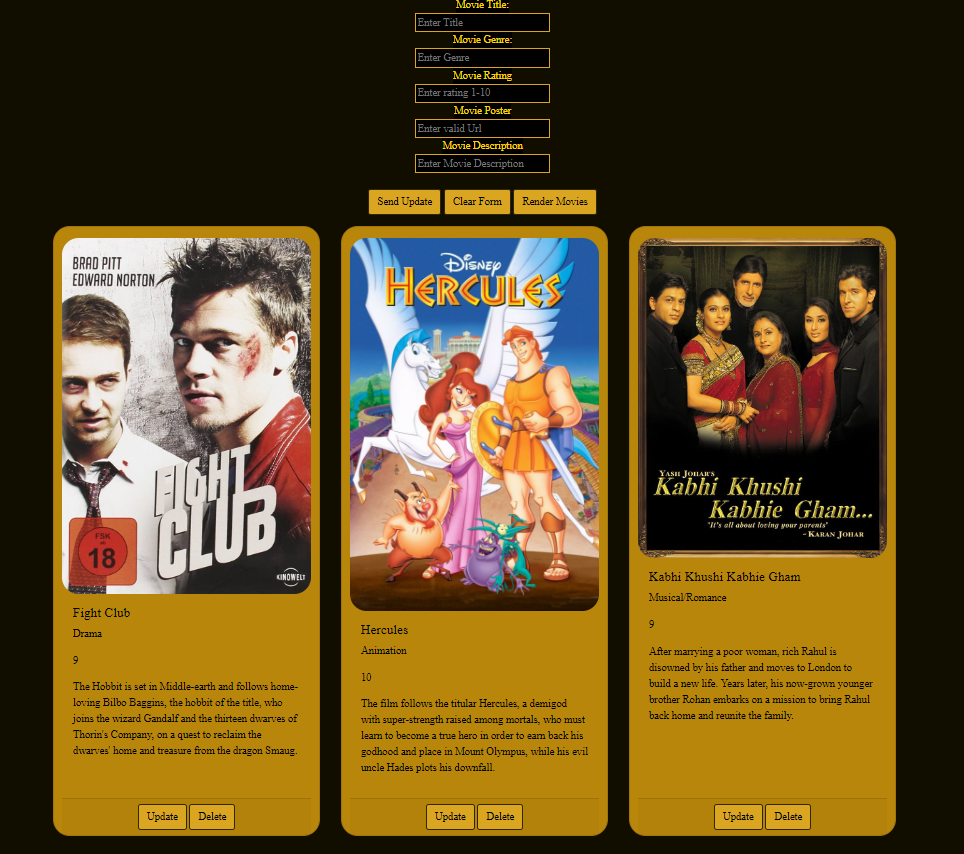 Movie Title:
Enter Title
Movie Genre:
Enter Genre
Movie Rating
Enter rating 1-10
Movie Poster
Enter valid Url
Movie Description
Enter Movie Description
Send Update
Clear Form
Render Movies
BRAD PITT
EDWARD NORTON
FIGHT
CLUB
FSK
ab
18
KINOWELT
Fight Club
Drama
9
The Hobbit is set in Middle-earth and follows home-
loving Bilbo Baggins, the hobbit of the title, who
joins the wizard Gandalf and the thirteen dwarves of
Thorin's Company, on a quest to reclaim the
dwarves' home and treasure from the dragon Smaug.
Update
Delete
Disney
HERCULES
Hercules
Animation
10
The film follows the titular Hercules, a demigod
with super-strength raised among mortals, who must
learn to become a true hero in order to earn back his
godhood and place in Mount Olympus, while his evil
uncle Hades plots his downfall.
Update
Delete
YASH JOHAR'S
Kabhi Khushi
Kabhie Gham...
"It's all about loving your parents"
- KARAN JOHAR
Kabhi Khushi Kabhie Gham
Musical/Romance
9
After marrying a poor woman, rich Rahul is
disowned by his father and moves to London to
build a new life. Years later, his now-grown younger
brother Rohan embarks on a mission to bring Rahul
back home and reunite the family.
Update
Delete